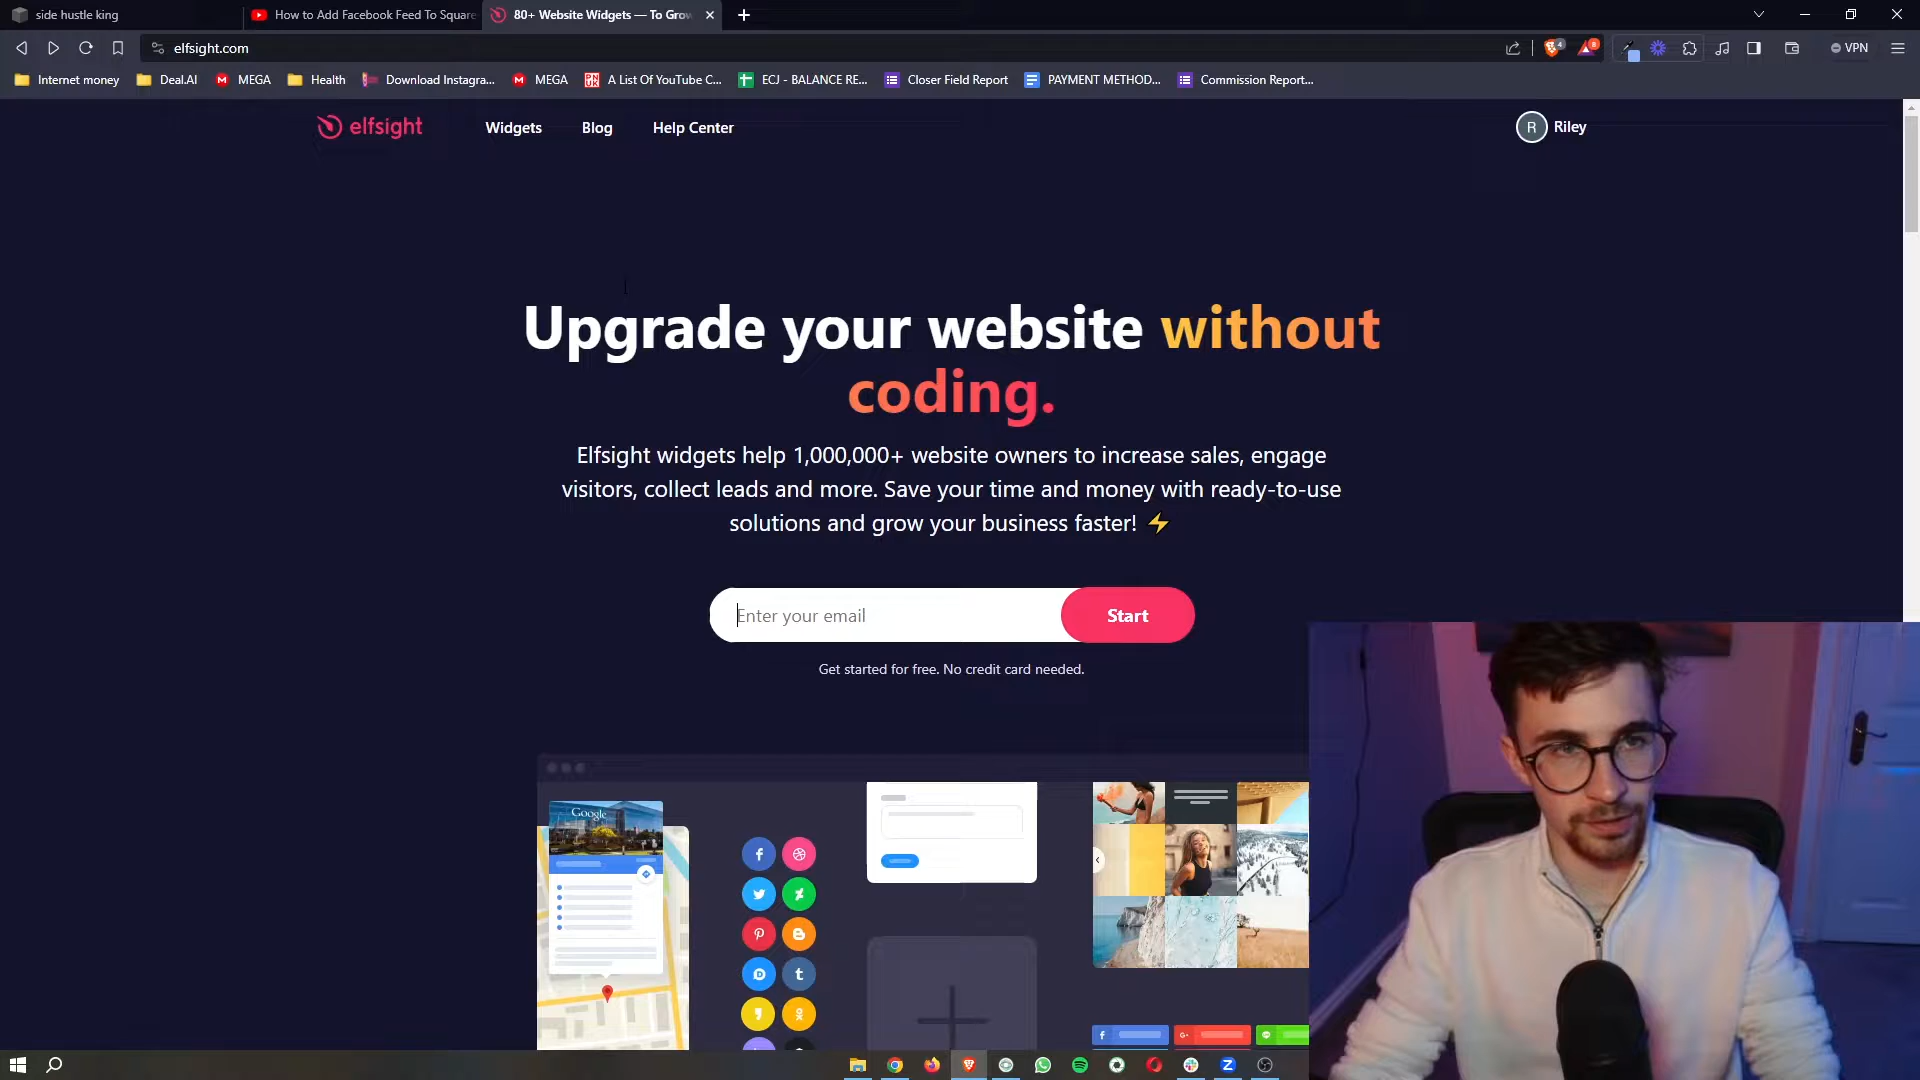 side hustle king
How to Add Facebook Feed To Square
80+ Website Widgets — To Grow
elfsight.com
4
8
VPN
Internet money
Deal.AI
MEGA
Health
Download Instagra...
MEGA
A List Of YouTube C...
ECJ - BALANCE RE...
Closer Field Report
PAYMENT METHOD...
Commission Report...
elfsight
Widgets
Blog
Help Center
R
Riley
Upgrade your website without
coding.
Elfsight widgets help 1,000,000+ website owners to increase sales, engage
visitors, collect leads and more. Save your time and money with ready-to-use
solutions and grow your business faster! ⚡
Enter your email
Start
Get started for free. No credit card needed.
Google